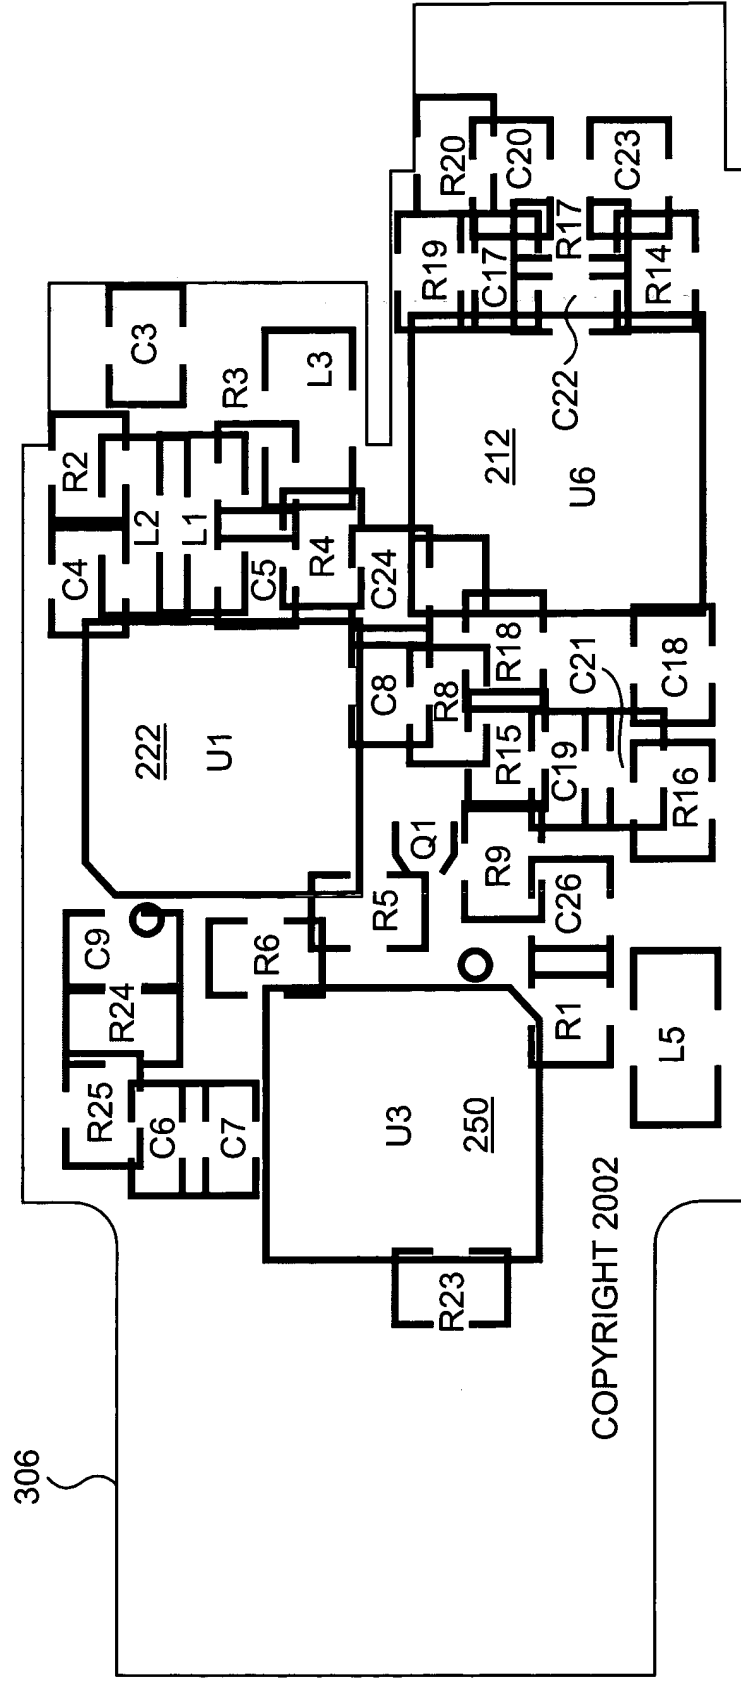 306
R25
R24
C9
C6
C7
R6
U3
250
R23
COPYRIGHT 2002
R5
Q1
R1
C26
R9
L5
222
U1
C4
R2
L2
L1
C3
R3
L3
C5
R4
C24
C8
R8
R18
R15
C19
C21
C18
R16
212
U6
C22
R19
R20
C17
C20
R17
C23
R14